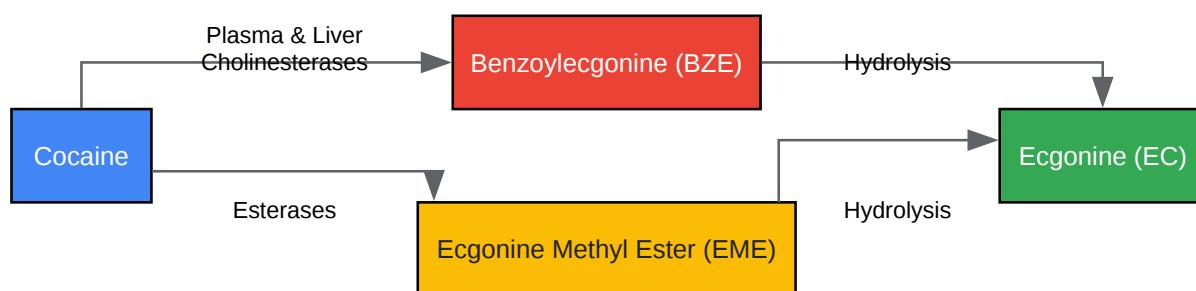 Plasma & Liver
Cholinesterases
Benzoylecgonine (BZE)
Hydrolysis
Cocaine
Ecgonine (EC)
Esterases
Hydrolysis
Ecgonine Methyl Ester (EME)